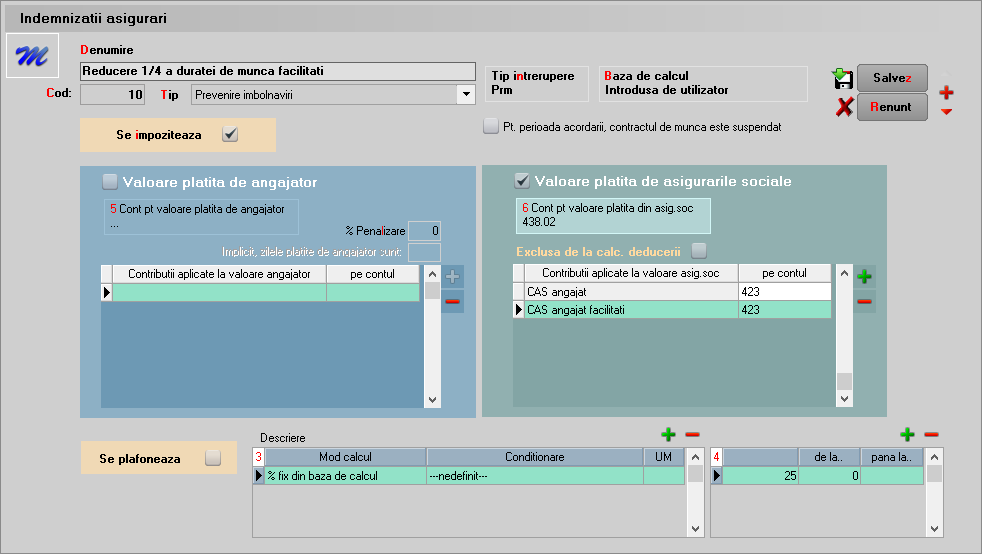 Indemnizatii asigurari
m
Denumire
Reducere 1/4 a duratei de munca facilitati
Cod: 10 Tip Prevenire imbolnaviri
Tip intrerupere
Prm
Baza de calcul
Introdusa de utilizator
Salvez
Renunt
Se impoziteaza
Pt. perioada acordarii, contractul de munca este suspendat
Valoare platita de angajator
5 Cont pt valoare platita de angajator
...
% Penalizare 0
Implicit, zilele platite de angajator sunt:
Contributii aplicate la valoare angajator pe contul
Valoare platita de asigurarile sociale
6 Cont pt valoare platita din asig.soc
438.02
Exclusa de la calc. deducerii
Contributii aplicate la valoare asig.soc pe contul
CAS angajat 423
CAS angajat facilitati 423
Se plafoneaza
Descriere
3 Mod calcul Conditionare UM
% fix din baza de calcul ---nedefinit---
4 de la.. pana la..
25 0